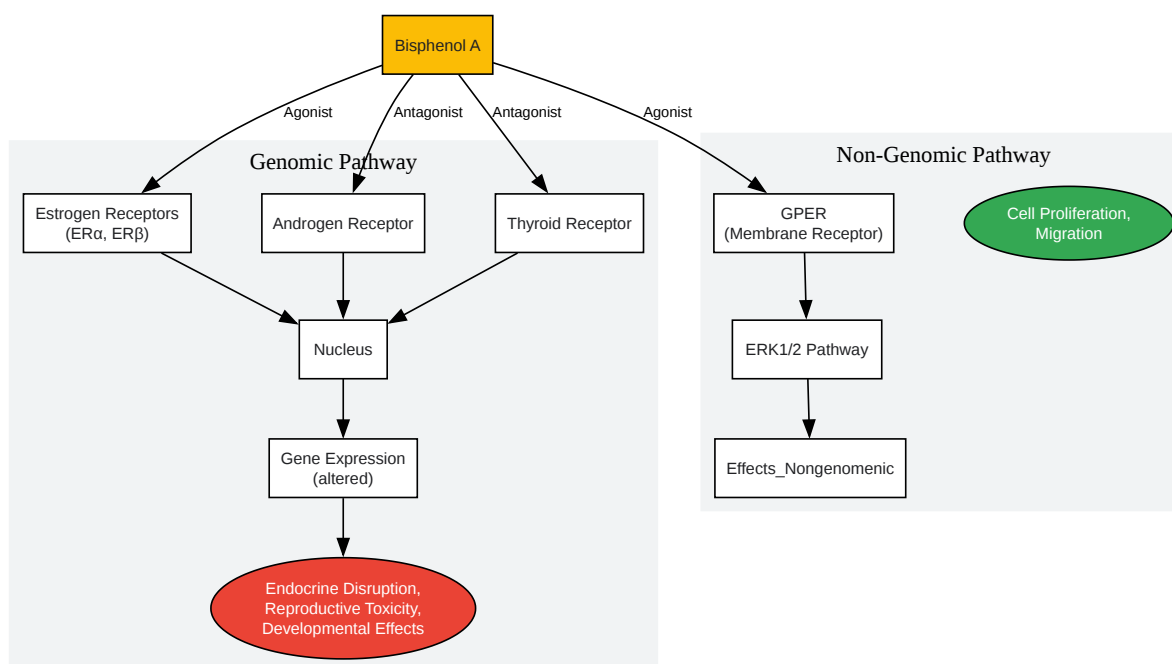 Bisphenol A
Agonist
Antagonist
Antagonist
Agonist
Genomic Pathway
Non-Genomic Pathway
Estrogen Receptors
(ERα, ERβ)
Androgen Receptor
Thyroid Receptor
GPER
(Membrane Receptor)
Cell Proliferation,
Migration
Nucleus
ERK1/2 Pathway
Gene Expression
(altered)
Effects_Nongenomenic
Endocrine Disruption,
Reproductive Toxicity,
Developmental Effects